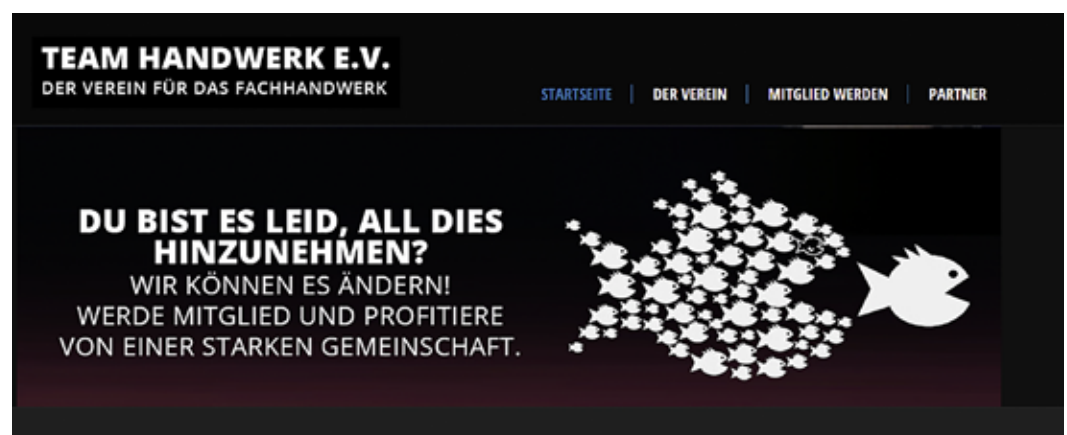 TEAM HANDWERK E.V.
DER VEREIN FÜR DAS FACHHANDWERK
STARTSEITE | DER VEREIN | MITGLIED WERDEN | PARTNER
DU BIST ES LEID, ALL DIES
HINZUNEHMEN?
WIR KÖNNEN ES ÄNDERN!
WERDE MITGLIED UND PROFITIERE
VON EINER STARKEN GEMEINSCHAFT.